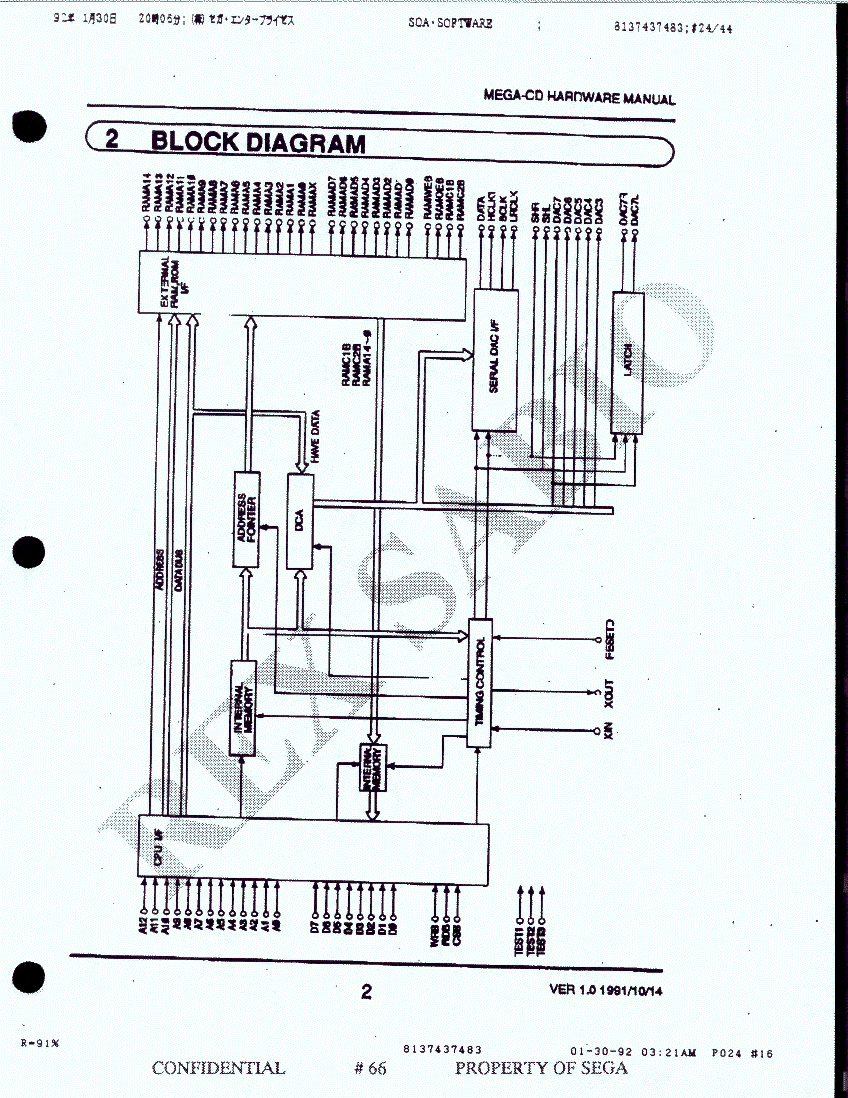 92年 1月30日 20時06分; (株) セガ・エンタープライゼス SOA・SOFTWARE ; 8137437483;#24/44
MEGA-CD HARDWARE MANUAL
2 BLOCK DIAGRAM
RAMA14
RAMA13
RAMA12
RAMA11
RAMA10
RAMA9
RAMA8
RAMA7
RAMA6
RAMA5
RAMA4
RAMA3
RAMA2
RAMA1
RAMA0
RAMAX
RAMAD7
RAMAD6
RAMAD5
RAMAD4
RAMAD3
RAMAD2
RAMAD1
RAMAD0
RAMWEB
RAMOEB
RAMC1B
RAMC2B
DATA
HCLK1
BCLK
LRCLK
SHR
SHL
DAC7
DAC6
DAC5
DAC4
DAC3
DAC7R
DAC7L
EXTERNAL
RAM,ROM
I/F
RAMC1B
RAMC2B
RAMA14~0
SERIAL DAC I/F
LATCH
HAVE DATA
ADDRESS
POINTER
DCA
ADDRESS
DATA BUS
INTERNAL
MEMORY
TIMING CONTROL
RESET
XOUT
XIN
INTERNAL
MEMORY
CPU I/F
A12
A11
A10
A9
A8
A7
A6
A5
A4
A3
A2
A1
A0
D7
D6
D5
D4
D3
D2
D1
D0
WRB
RDB
CSB
TEST1
TEST2
TEST3
2 VER 1.0 1991/10/14
R=91%
8137437483 01-30-92 03:21AM P024 #16
CONFIDENTIAL # 66 PROPERTY OF SEGA